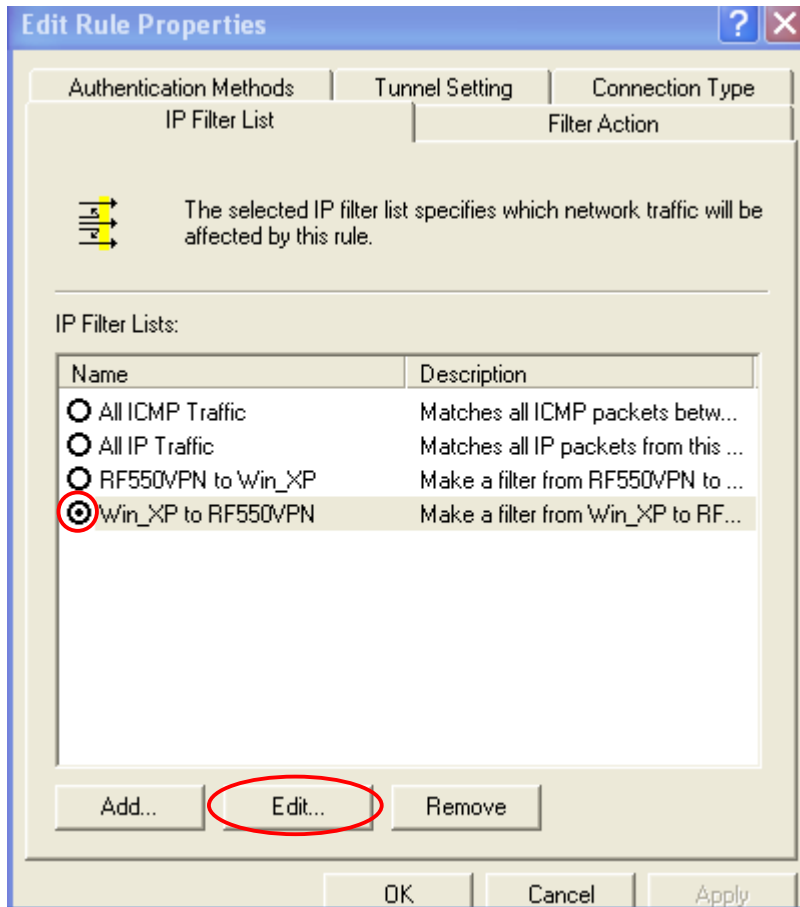 Edit Rule Properties
?
Authentication Methods Tunnel Setting Connection Type
IP Filter List Filter Action
The selected IP filter list specifies which network traffic will be
affected by this rule.
IP Filter Lists:
Name Description
All ICMP Traffic Matches all ICMP packets betw...
All IP Traffic Matches all IP packets from this ...
RF550VPN to Win_XP Make a filter from RF550VPN to ...
Win_XP to RF550VPN Make a filter from Win_XP to RF...
Add... Edit... Remove
OK Cancel Apply